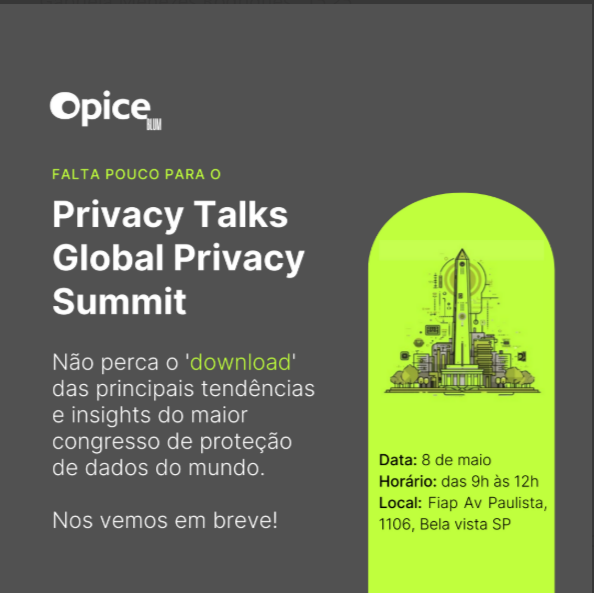 Opice
BLUM
FALTA POUCO PARA O
Privacy Talks
Global Privacy
Summit
Não perca o 'download'
das principais tendências
e insights do maior
congresso de proteção
de dados do mundo.
Nos vemos em breve!
Data: 8 de maio
Horário: das 9h às 12h
Local: Fiap Av Paulista,
1106, Bela vista SP